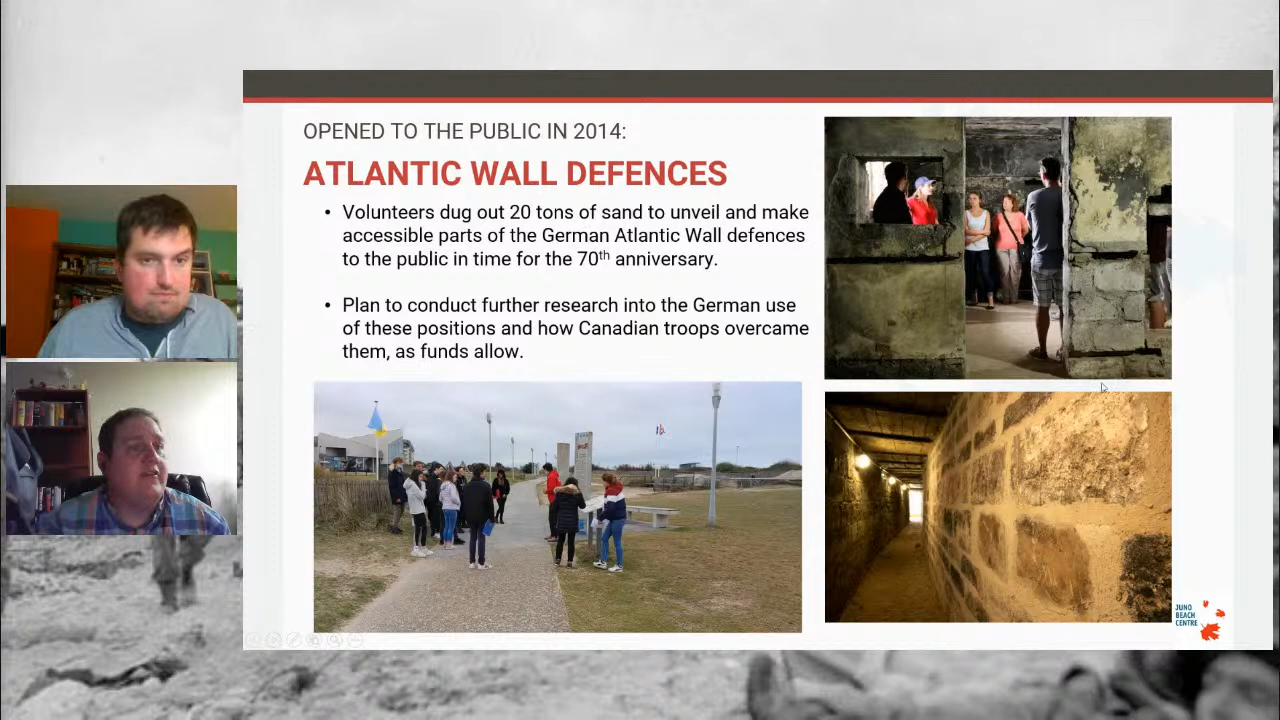 OPENED TO THE PUBLIC IN 2014:
ATLANTIC WALL DEFENCES
• Volunteers dug out 20 tons of sand to unveil and make
accessible parts of the German Atlantic Wall defences
to the public in time for the 70th anniversary.
• Plan to conduct further research into the German use
of these positions and how Canadian troops overcame
them, as funds allow.
JUNO
BEACH
CENTRE